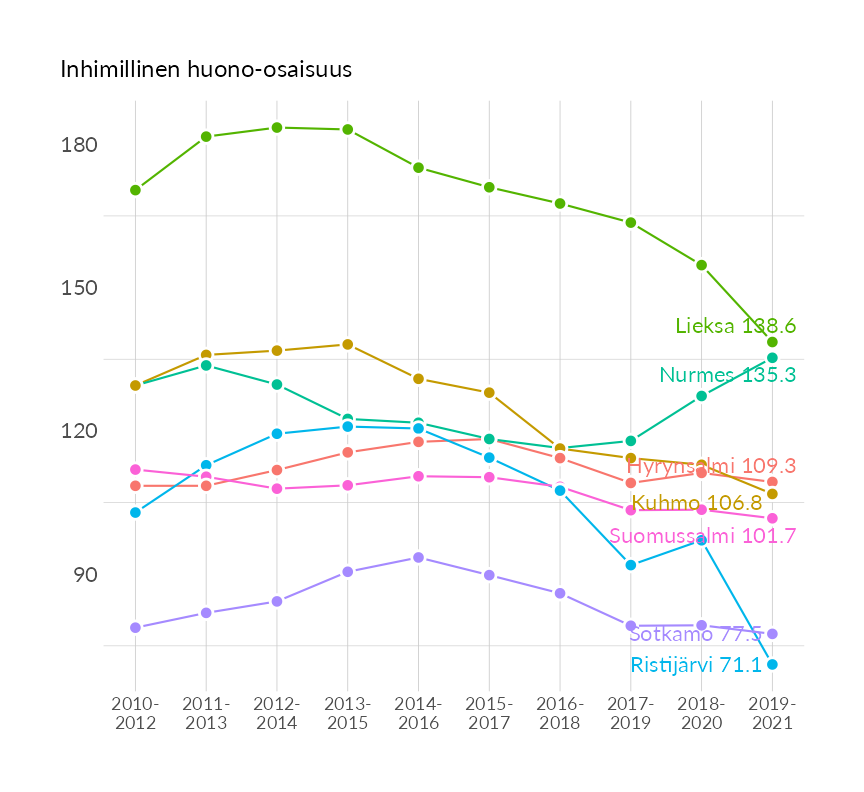 Inhimillinen huono-osaisuus
180
150
120
90
Lieksa 138.6
Nurmes 135.3
Hyrynsalmi 109.3
Kuhmo 106.8
Suomussalmi 101.7
Sotkamo 77.5
Ristijärvi 71.1
2010-2012 2011-2013 2012-2014 2013-2015 2014-2016 2015-2017 2016-2018 2017-2019 2018-2020 2019-2021